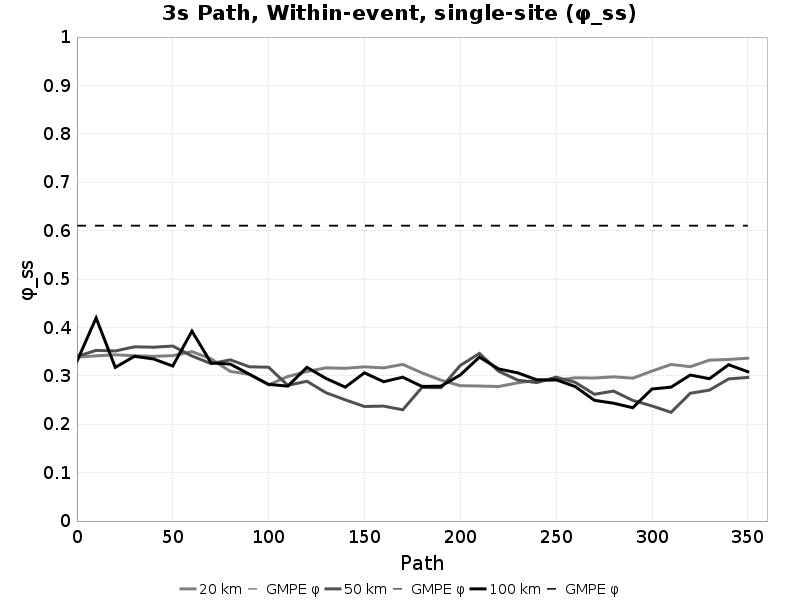 3s Path, Within-event, single-site (φ_ss)
1
0.9
0.8
0.7
0.6
0.5
0.4
0.3
0.2
0.1
0
φ_ss
0 50 100 150 200 250 300 350
Path
20 km GMPE φ 50 km GMPE φ 100 km GMPE φ